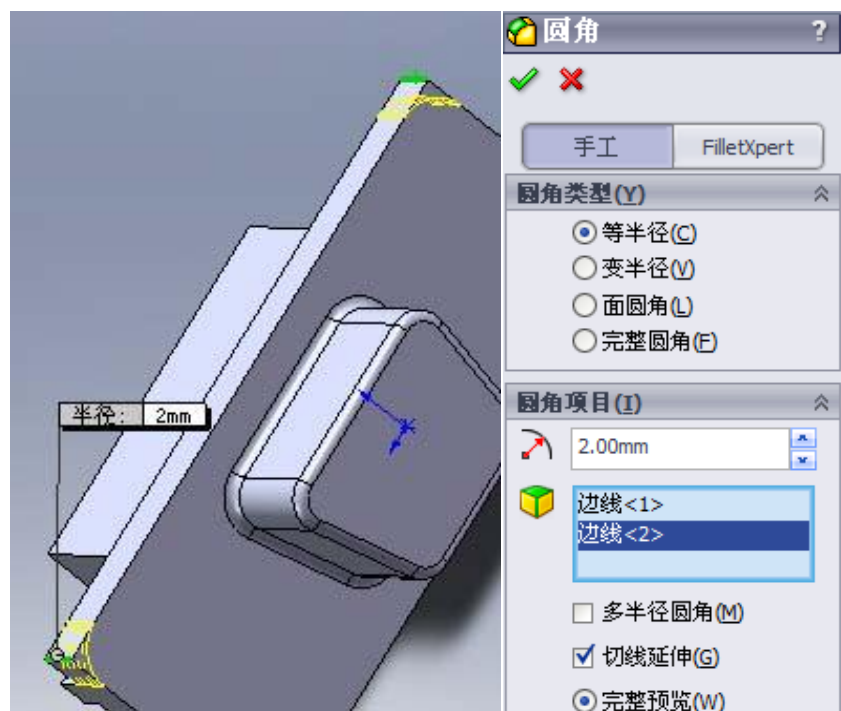 圆角 ?
手工 FilletXpert
圆角类型(Y)
等半径(C)
变半径(V)
面圆角(L)
完整圆角(F)
半径: 2mm
圆角项目(I)
2.00mm
边线<1>
边线<2>
多半径圆角(M)
切线延伸(G)
完整预览(W)